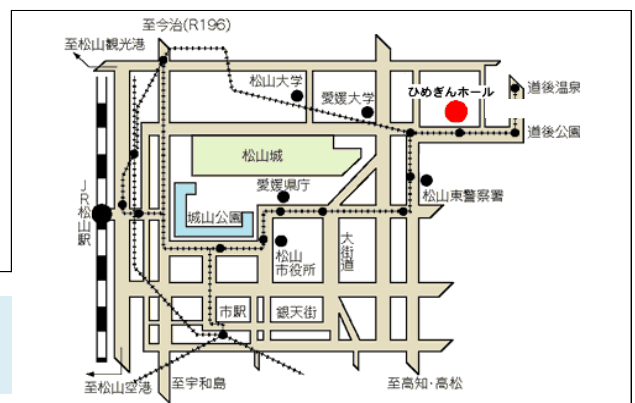 至今治(R196)
至松山観光港
松山大学
愛媛大学
ひめぎんホール
道後温泉
道後公園
松山城
愛媛県庁
松山東警察署
JR松山駅
城山公園
松山
市役所
大街道
市駅
銀天街
至松山空港
至宇和島
至高知・高松